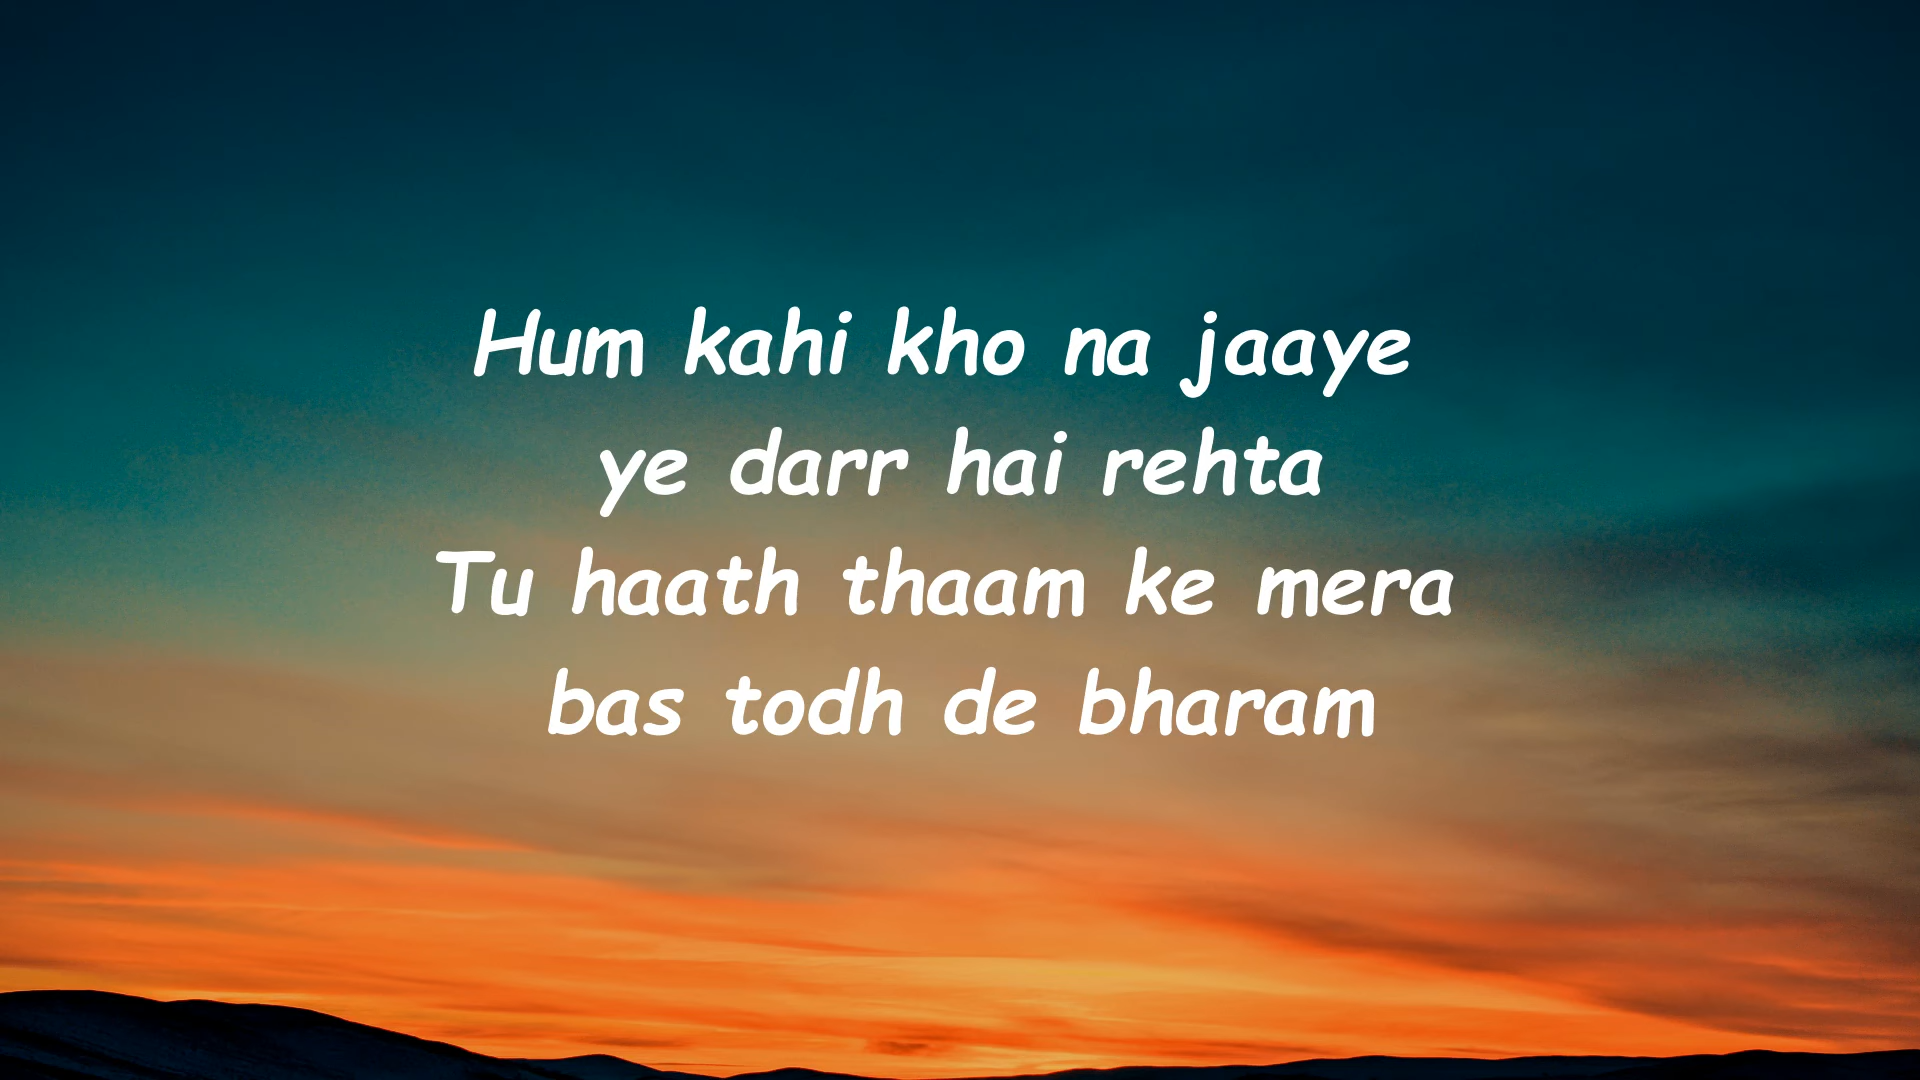 Hum kahi kho na jaaye
ye darr hai rehta
Tu haath thaam ke mera
bas todh de bharam